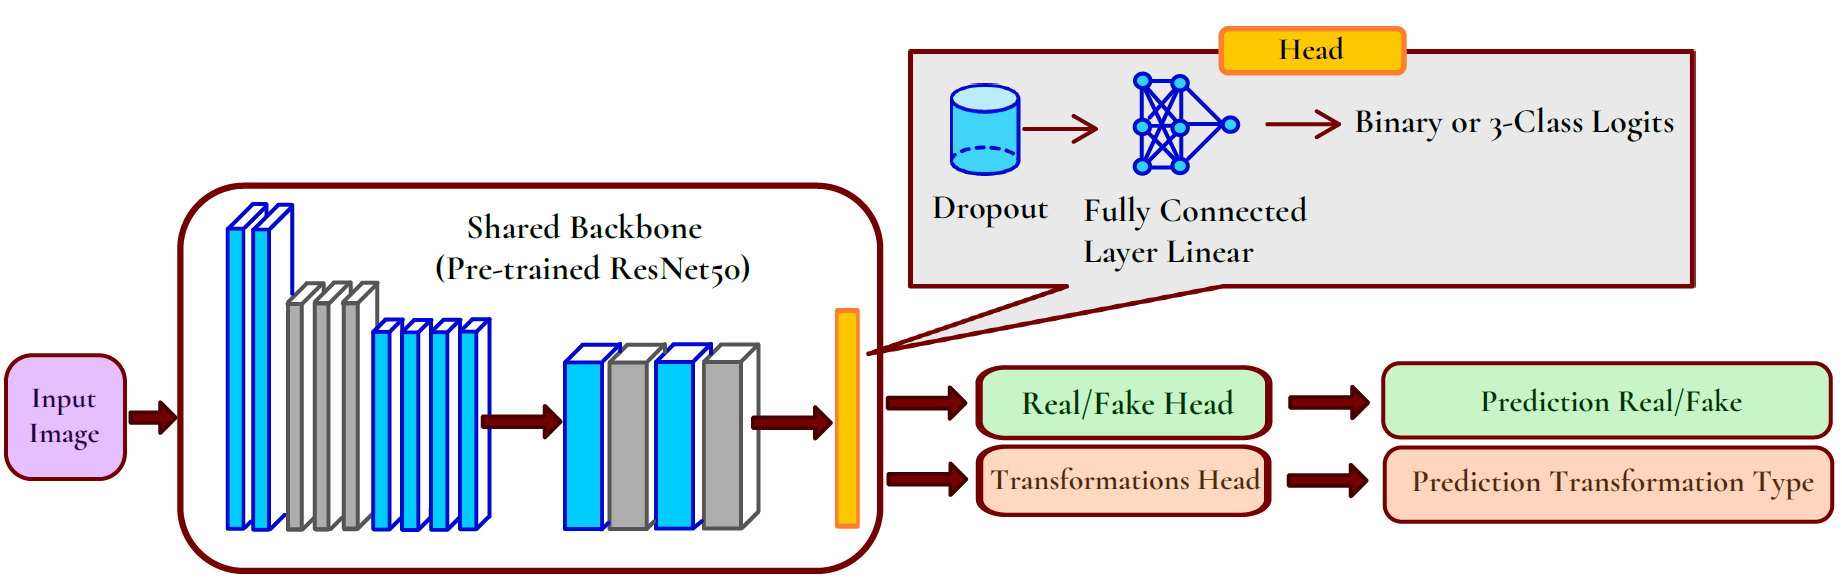 Head
Binary or 3-Class Logits
Dropout
Fully Connected
Layer Linear
Shared Backbone
(Pre-trained ResNet50)
Input
Image
Real/Fake Head
Prediction Real/Fake
Transformations Head
Prediction Transformation Type